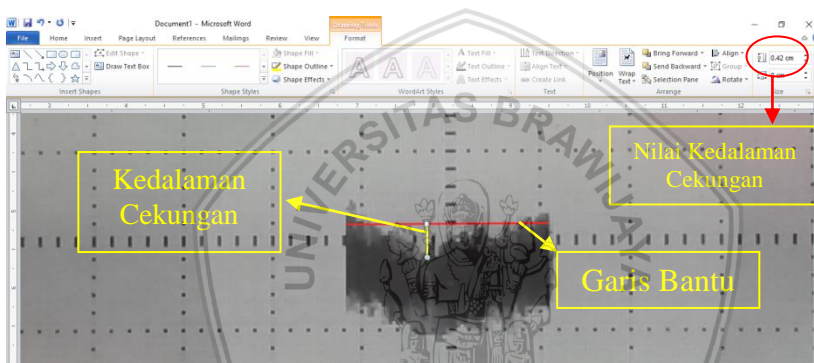 Document1 - Microsoft Word
Drawing Tools
File Home Insert Page Layout References Mailings Review View Format
Edit Shape
Draw Text Box
Shape Fill
Shape Outline
Shape Effects
A A A
Text Fill
Text Outline
Text Effects
Text Direction
Align Text
Create Link
Position
Wrap Text
Bring Forward
Send Backward
Selection Pane
Align
Group
Rotate
0.42 cm
Insert Shapes
Shape Styles
WordArt Styles
Text
Arrange
Size
UNIVERSITAS BRAWIJAYA
Nilai Kedalaman
Cekungan
Kedalaman
Cekungan
Garis Bantu